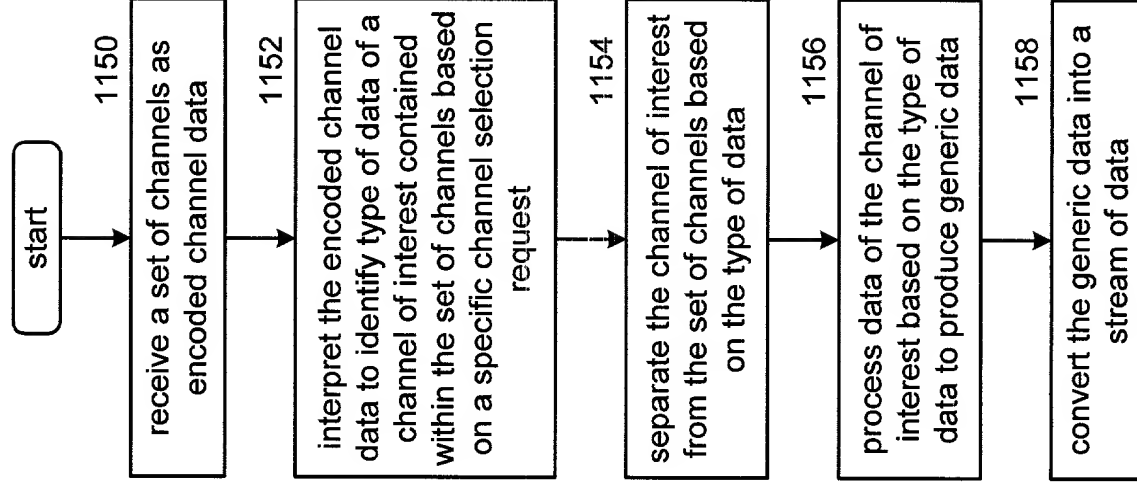 start
1150
receive a set of channels as
encoded channel data
1152
interpret the encoded channel
data to identify type of data of a
channel of interest contained
within the set of channels based
on a specific channel selection
request
1154
separate the channel of interest
from the set of channels based
on the type of data
1156
process data of the channel of
interest based on the type of
data to produce generic data
1158
convert the generic data into a
stream of data